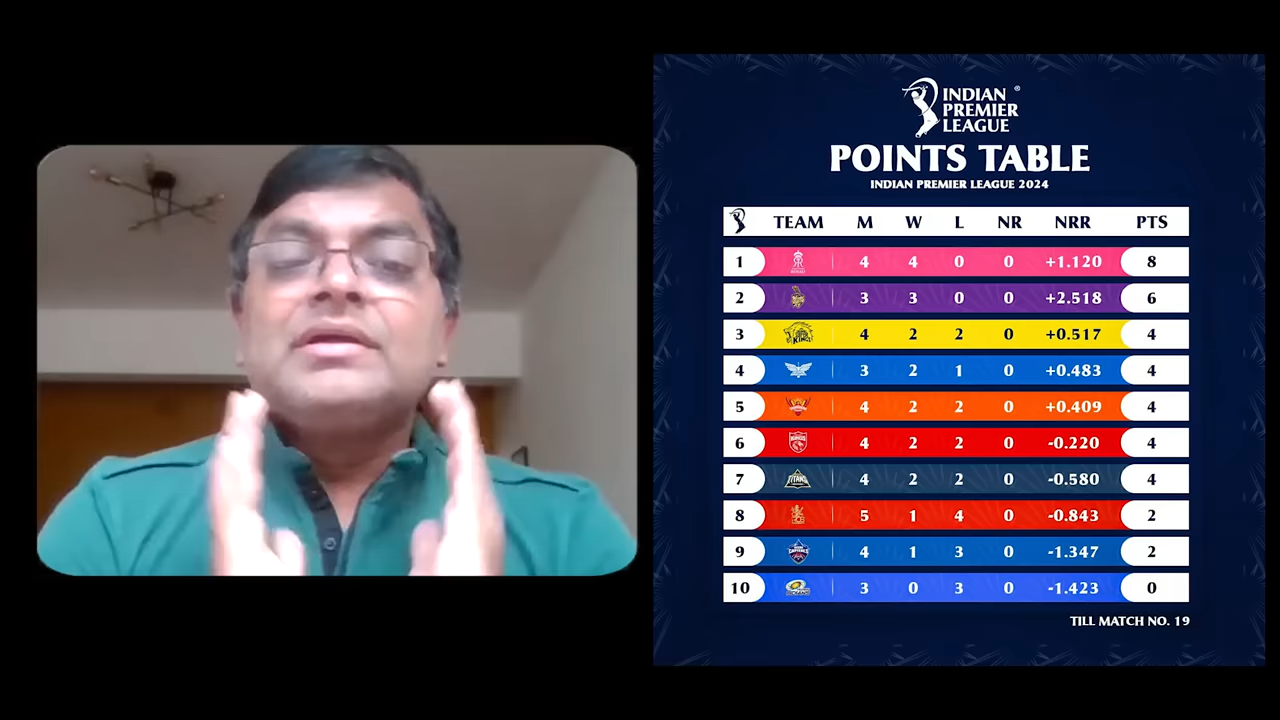 INDIAN
PREMIER
LEAGUE
POINTS TABLE
INDIAN PREMIER LEAGUE 2024
TEAM M W L NR NRR PTS
1 4 4 0 0 +1.120 8
2 3 3 0 0 +2.518 6
3 KINGS 4 2 2 0 +0.517 4
4 3 2 1 0 +0.483 4
5 4 2 2 0 +0.409 4
6 4 2 2 0 -0.220 4
7 TITANS 4 2 2 0 -0.580 4
8 5 1 4 0 -0.843 2
9 CAPITALS 4 1 3 0 -1.347 2
10 3 0 3 0 -1.423 0
TILL MATCH NO. 19